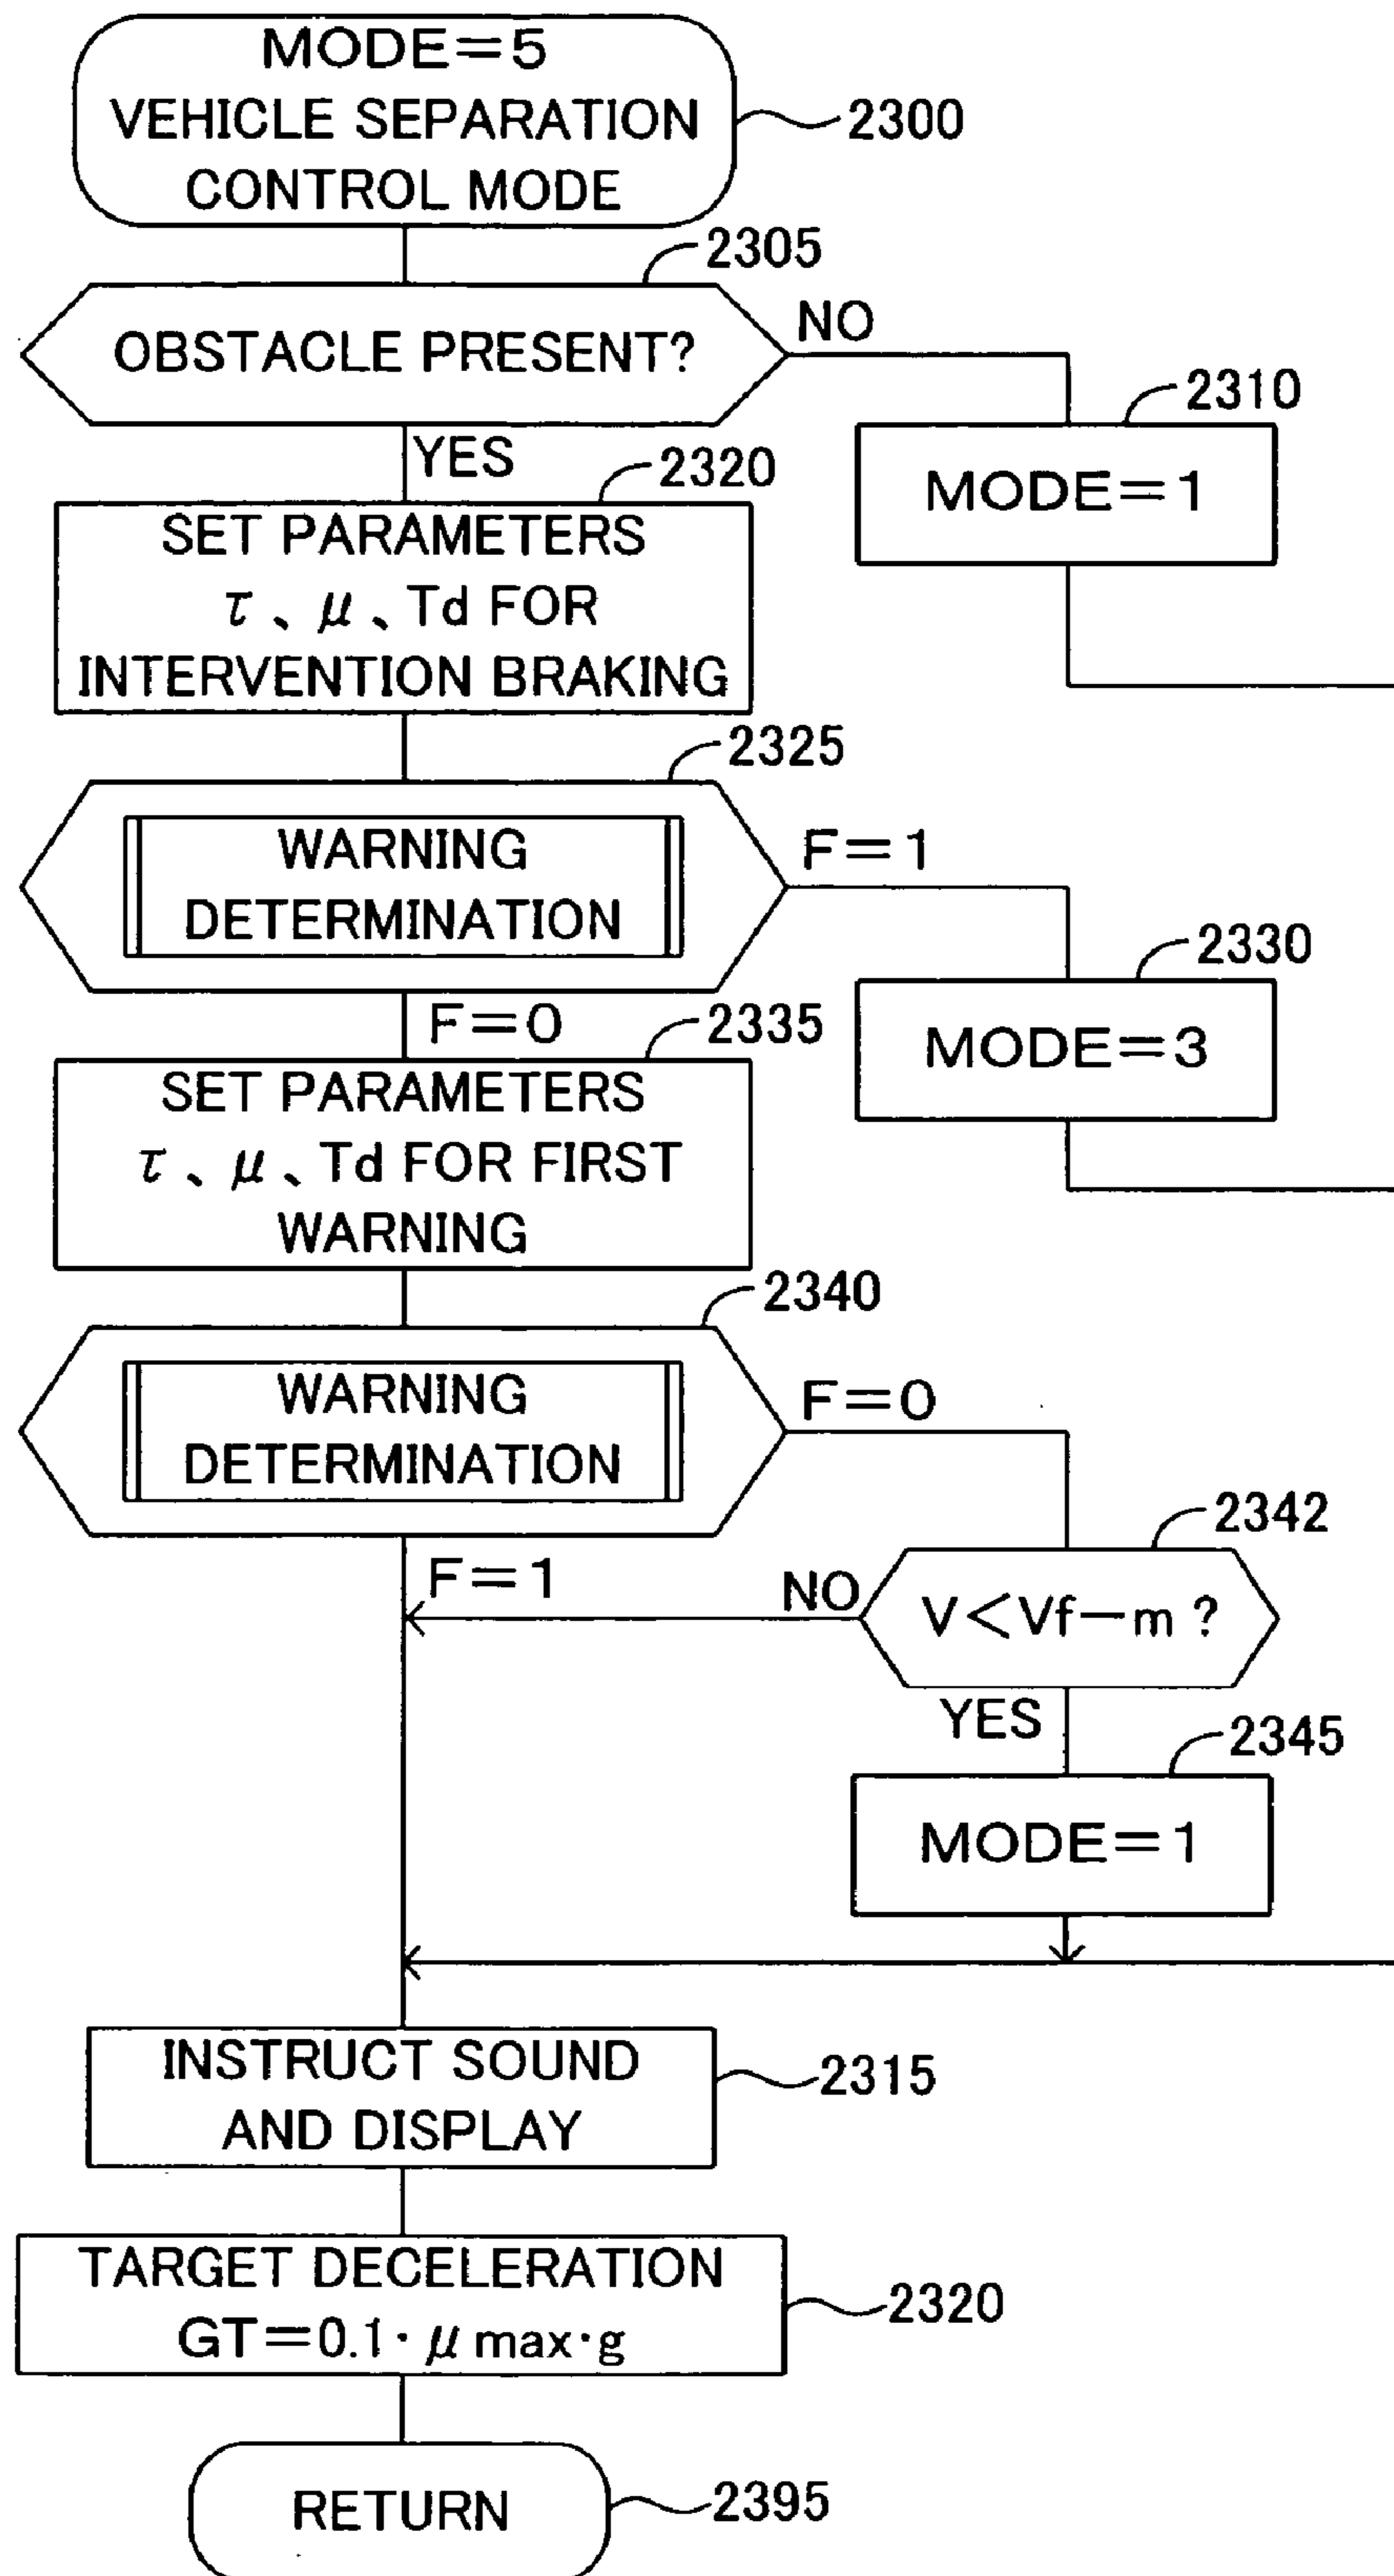 MODE=5
VEHICLE SEPARATION
CONTROL MODE
2300
2305
OBSTACLE PRESENT?
NO
2310
MODE=1
YES
2320
SET PARAMETERS
τ、μ、Td FOR
INTERVENTION BRAKING
2325
WARNING
DETERMINATION
F=1
2330
MODE=3
F=0
2335
SET PARAMETERS
τ、μ、Td FOR FIRST
WARNING
2340
WARNING
DETERMINATION
F=0
2342
F=1
NO
V<Vf-m?
YES
2345
MODE=1
INSTRUCT SOUND
AND DISPLAY
2315
TARGET DECELERATION
GT=0.1·μmax·g
2320
RETURN
2395